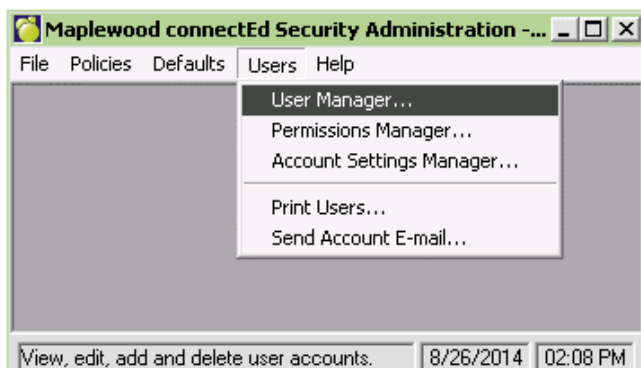 Maplewood connectEd Security Administration -...
File Policies Defaults Users Help
User Manager...
Permissions Manager...
Account Settings Manager...
Print Users...
Send Account E-mail...
View, edit, add and delete user accounts. 8/26/2014 02:08 PM